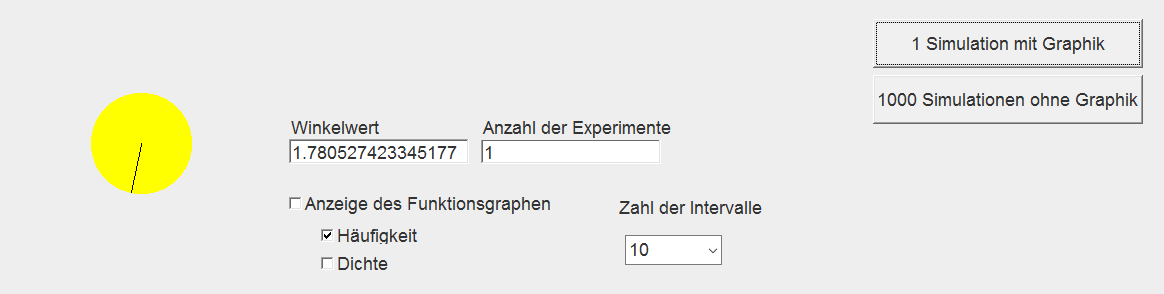 1 Simulation mit Graphik
1000 Simulationen ohne Graphik
Winkelwert Anzahl der Experimente
1.780527423345177 1
Anzeige des Funktionsgraphen
Zahl der Intervalle
Häufigkeit
10
Dichte